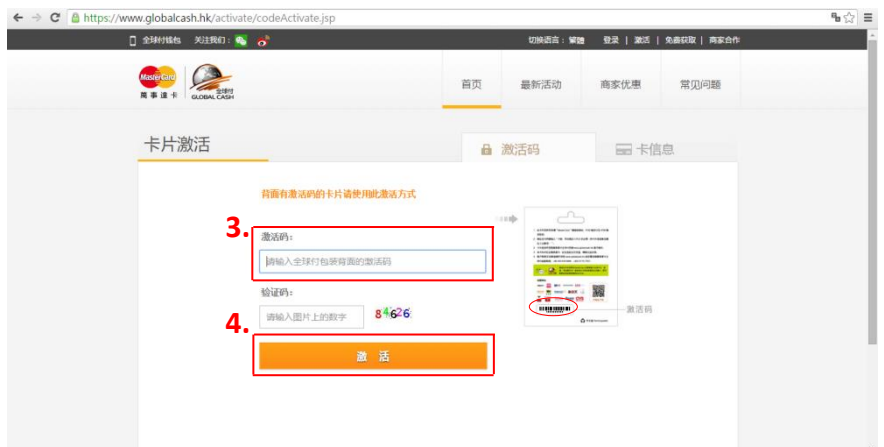 https://www.globalcash.hk/activate/codeActivate.jsp
全球付钱包 关注我们： 切换语言：繁體 登录 | 激活 | 免费获取 | 商家合作
MasterCard
萬事達卡
全球付
GLOBAL CASH
首页 最新活动 商家优惠 常见问题
卡片激活
激活码 卡信息
背面有激活码的卡片请使用此激活方式
3.
激活码：
请输入全球付包装背面的激活码
验证码：
请输入图片上的数字 84626
激活码
4.
激 活